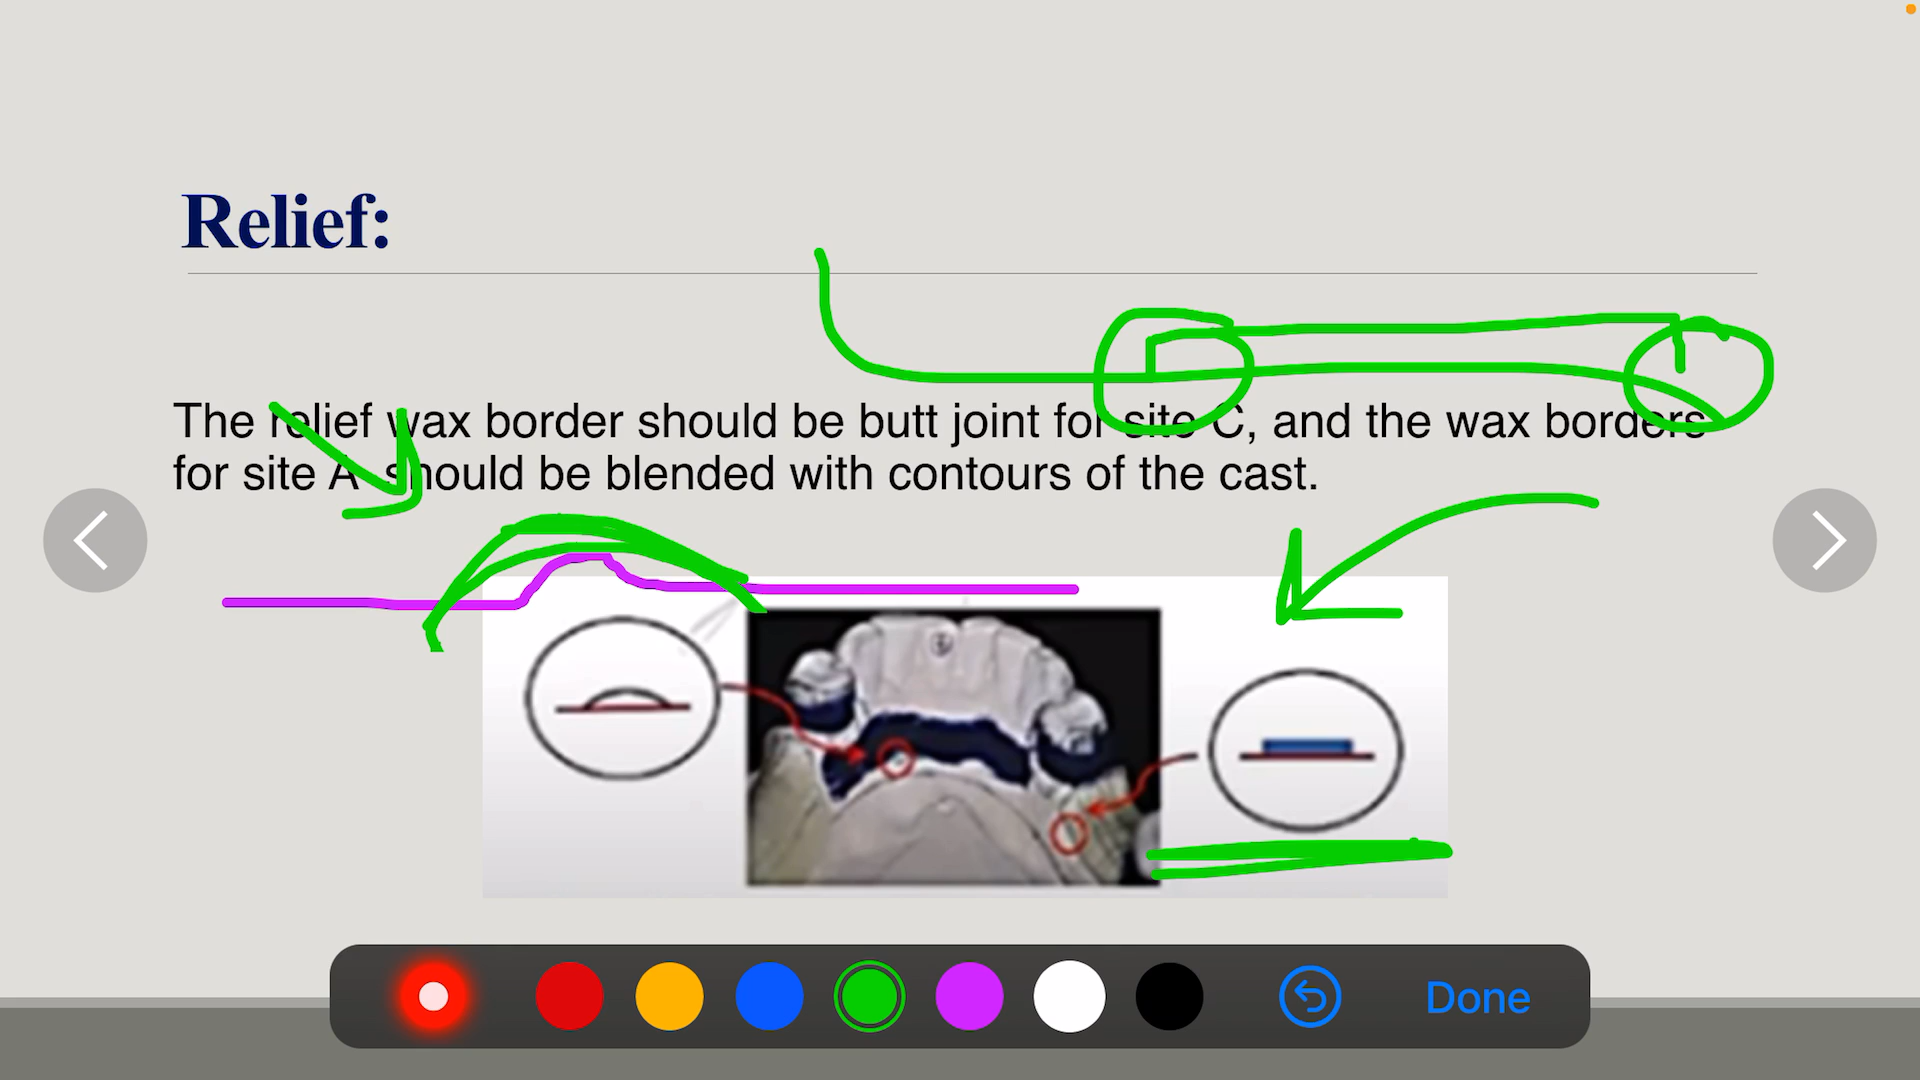 Relief:
The relief wax border should be butt joint for site C, and the wax borders
for site A should be blended with contours of the cast.
Done